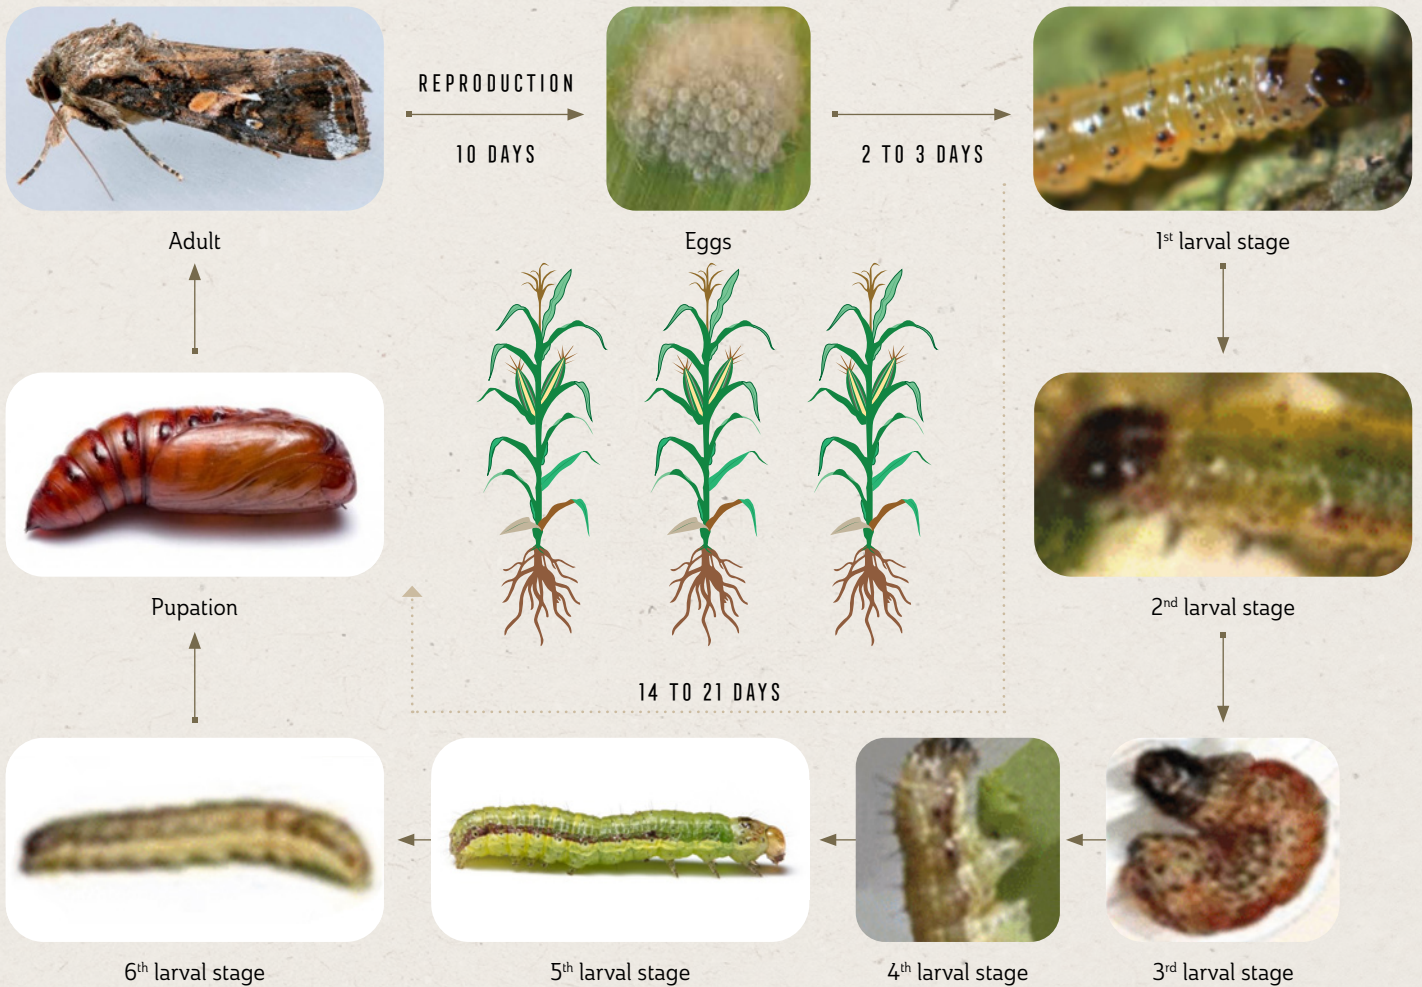 REPRODUCTION
10 DAYS
2 TO 3 DAYS
Adult
Eggs
1st larval stage
Pupation
2nd larval stage
14 TO 21 DAYS
6th larval stage
5th larval stage
4th larval stage
3rd larval stage